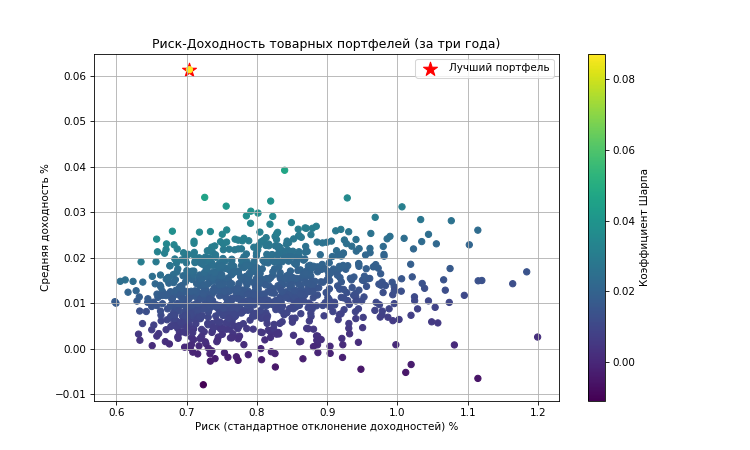 Риск-Доходность товарных портфелей (за три года)
Лучший портфель
0.06
0.05
0.04
0.03
0.02
0.01
0.00
−0.01
Средняя доходность %
0.6 0.7 0.8 0.9 1.0 1.1 1.2
Риск (стандартное отклонение доходностей) %
0.08
0.06
0.04
0.02
0.00
Коэффициент Шарпа